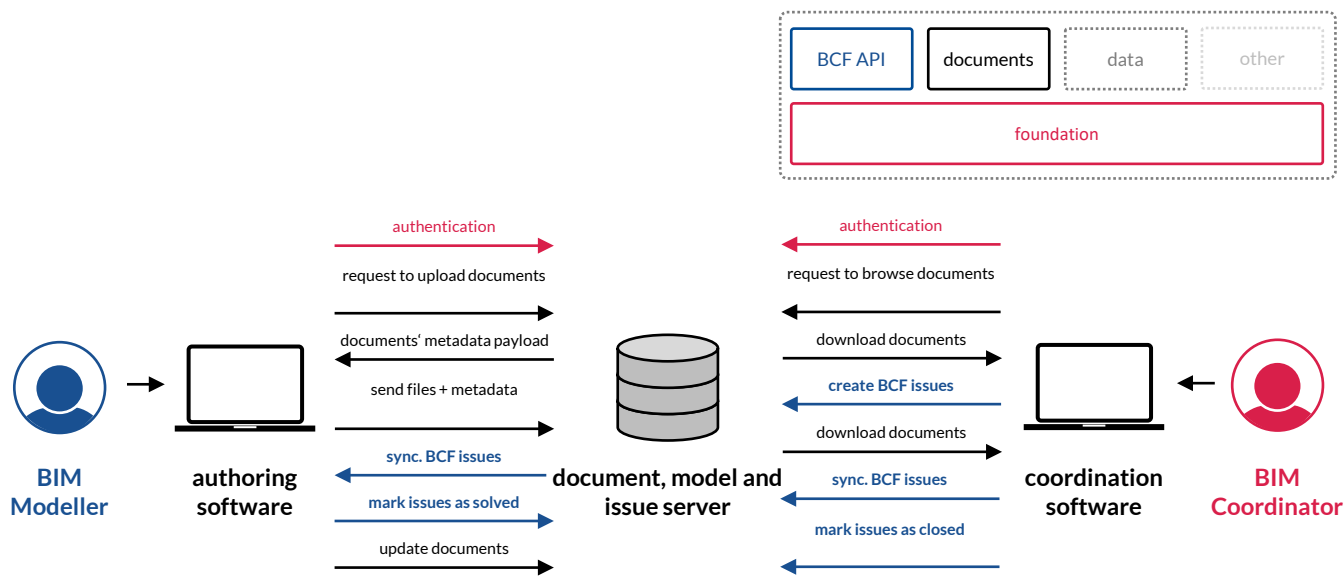 BCF API
documents
data
other
foundation
authentication
authentication
request to upload documents
request to browse documents
documents‘ metadata payload
download documents
send files + metadata
create BCF issues
download documents
sync. BCF issues
sync. BCF issues
mark issues as solved
mark issues as closed
update documents
BIM
Modeller
authoring
software
document, model and
issue server
coordination
software
BIM
Coordinator